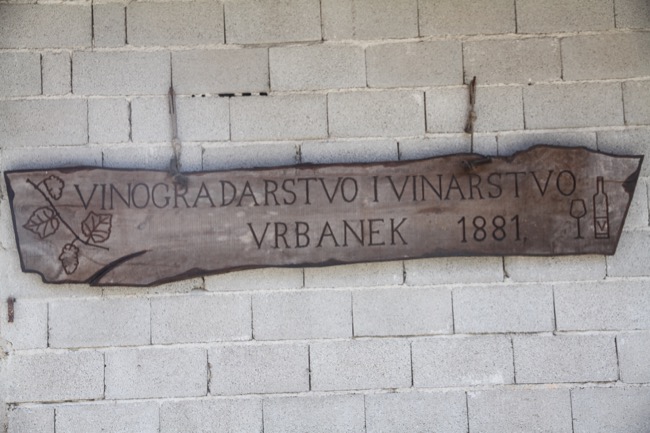 VINOGRADARSTVO I VINARSTVO
VRBANEK 1881.